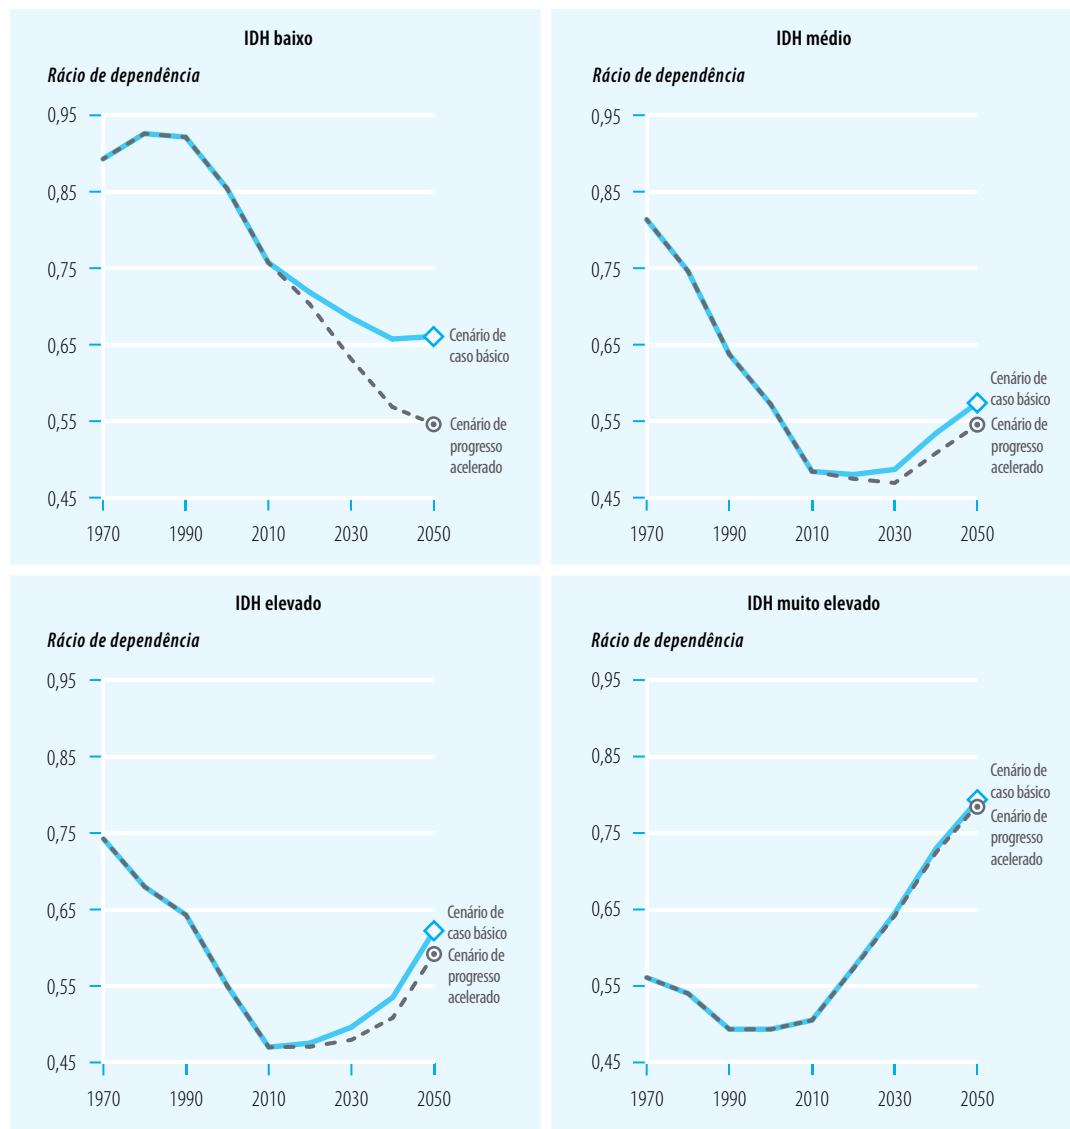 IDH baixo
Rácio de dependência
0,95
0,85
0,75
0,65
0,55
0,45
1970
1990
2010
2030
2050
Cenário de
caso básico
Cenário de
progresso
acelerado
IDH médio
Rácio de dependência
0,95
0,85
0,75
0,65
0,55
0,45
1970
1990
2010
2030
2050
Cenário de
caso básico
Cenário de
progresso
acelerado
IDH elevado
Rácio de dependência
0,95
0,85
0,75
0,65
0,55
0,45
1970
1990
2010
2030
2050
Cenário de
caso básico
Cenário de
progresso
acelerado
IDH muito elevado
Rácio de dependência
0,95
0,85
0,75
0,65
0,55
0,45
1970
1990
2010
2030
2050
Cenário de
caso básico
Cenário de
progresso
acelerado